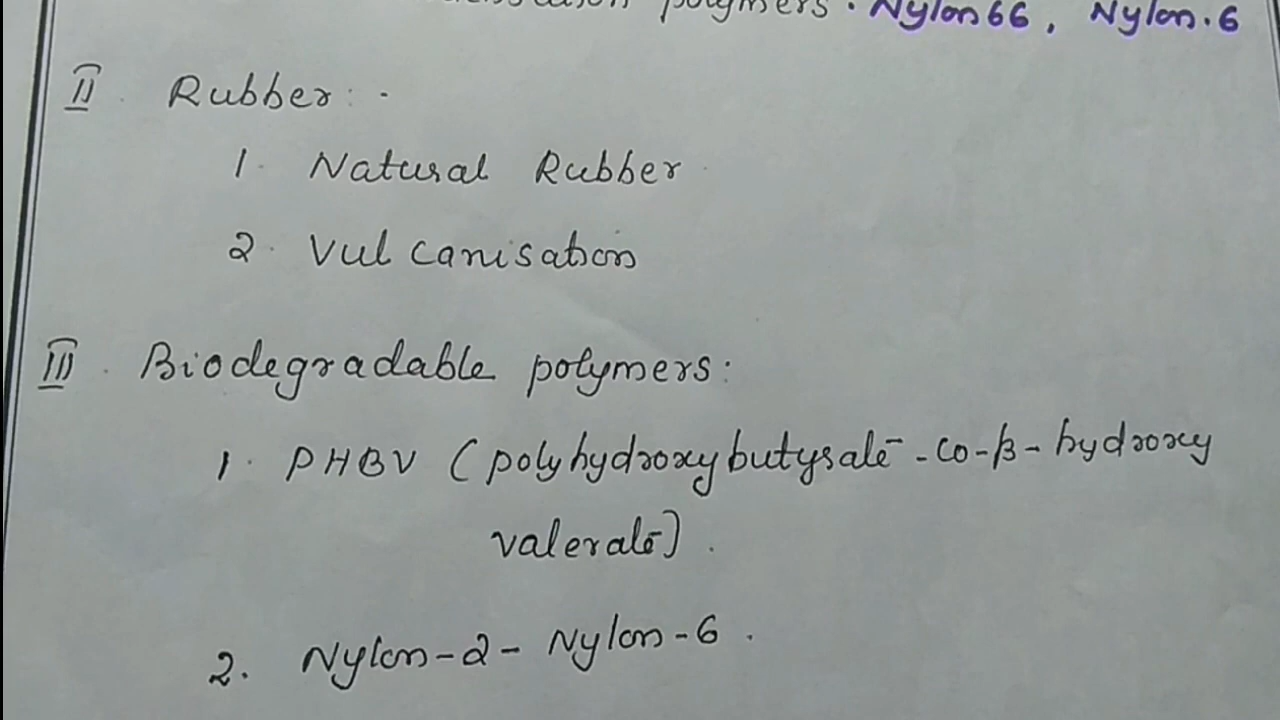 polymers. Nylon 66, Nylon.6
II. Rubber: -
1. Natural Rubber
2. Vulcanisation
III. Biodegradable polymers:
1. PHBV (polyhydroxybutyrate-co-β-hydroxy
valerate).
2. Nylon-2-Nylon-6.